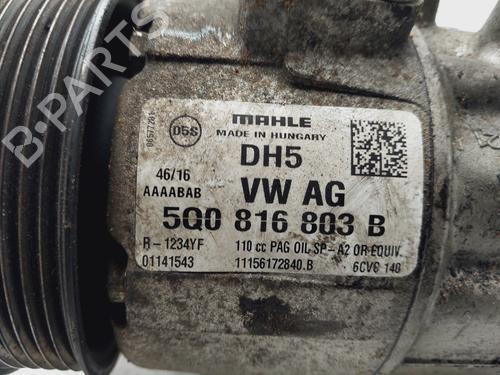 B-PARTS
MAHLE
MADE IN HUNGARY
D5S
DH5
46/16
AAAABAB
VW AG
5Q0 816 803 B
R-1234YF
110 cc PAG OIL SP-A2 OR EQUIV.
01141543
11156172840.B
6CVC 140